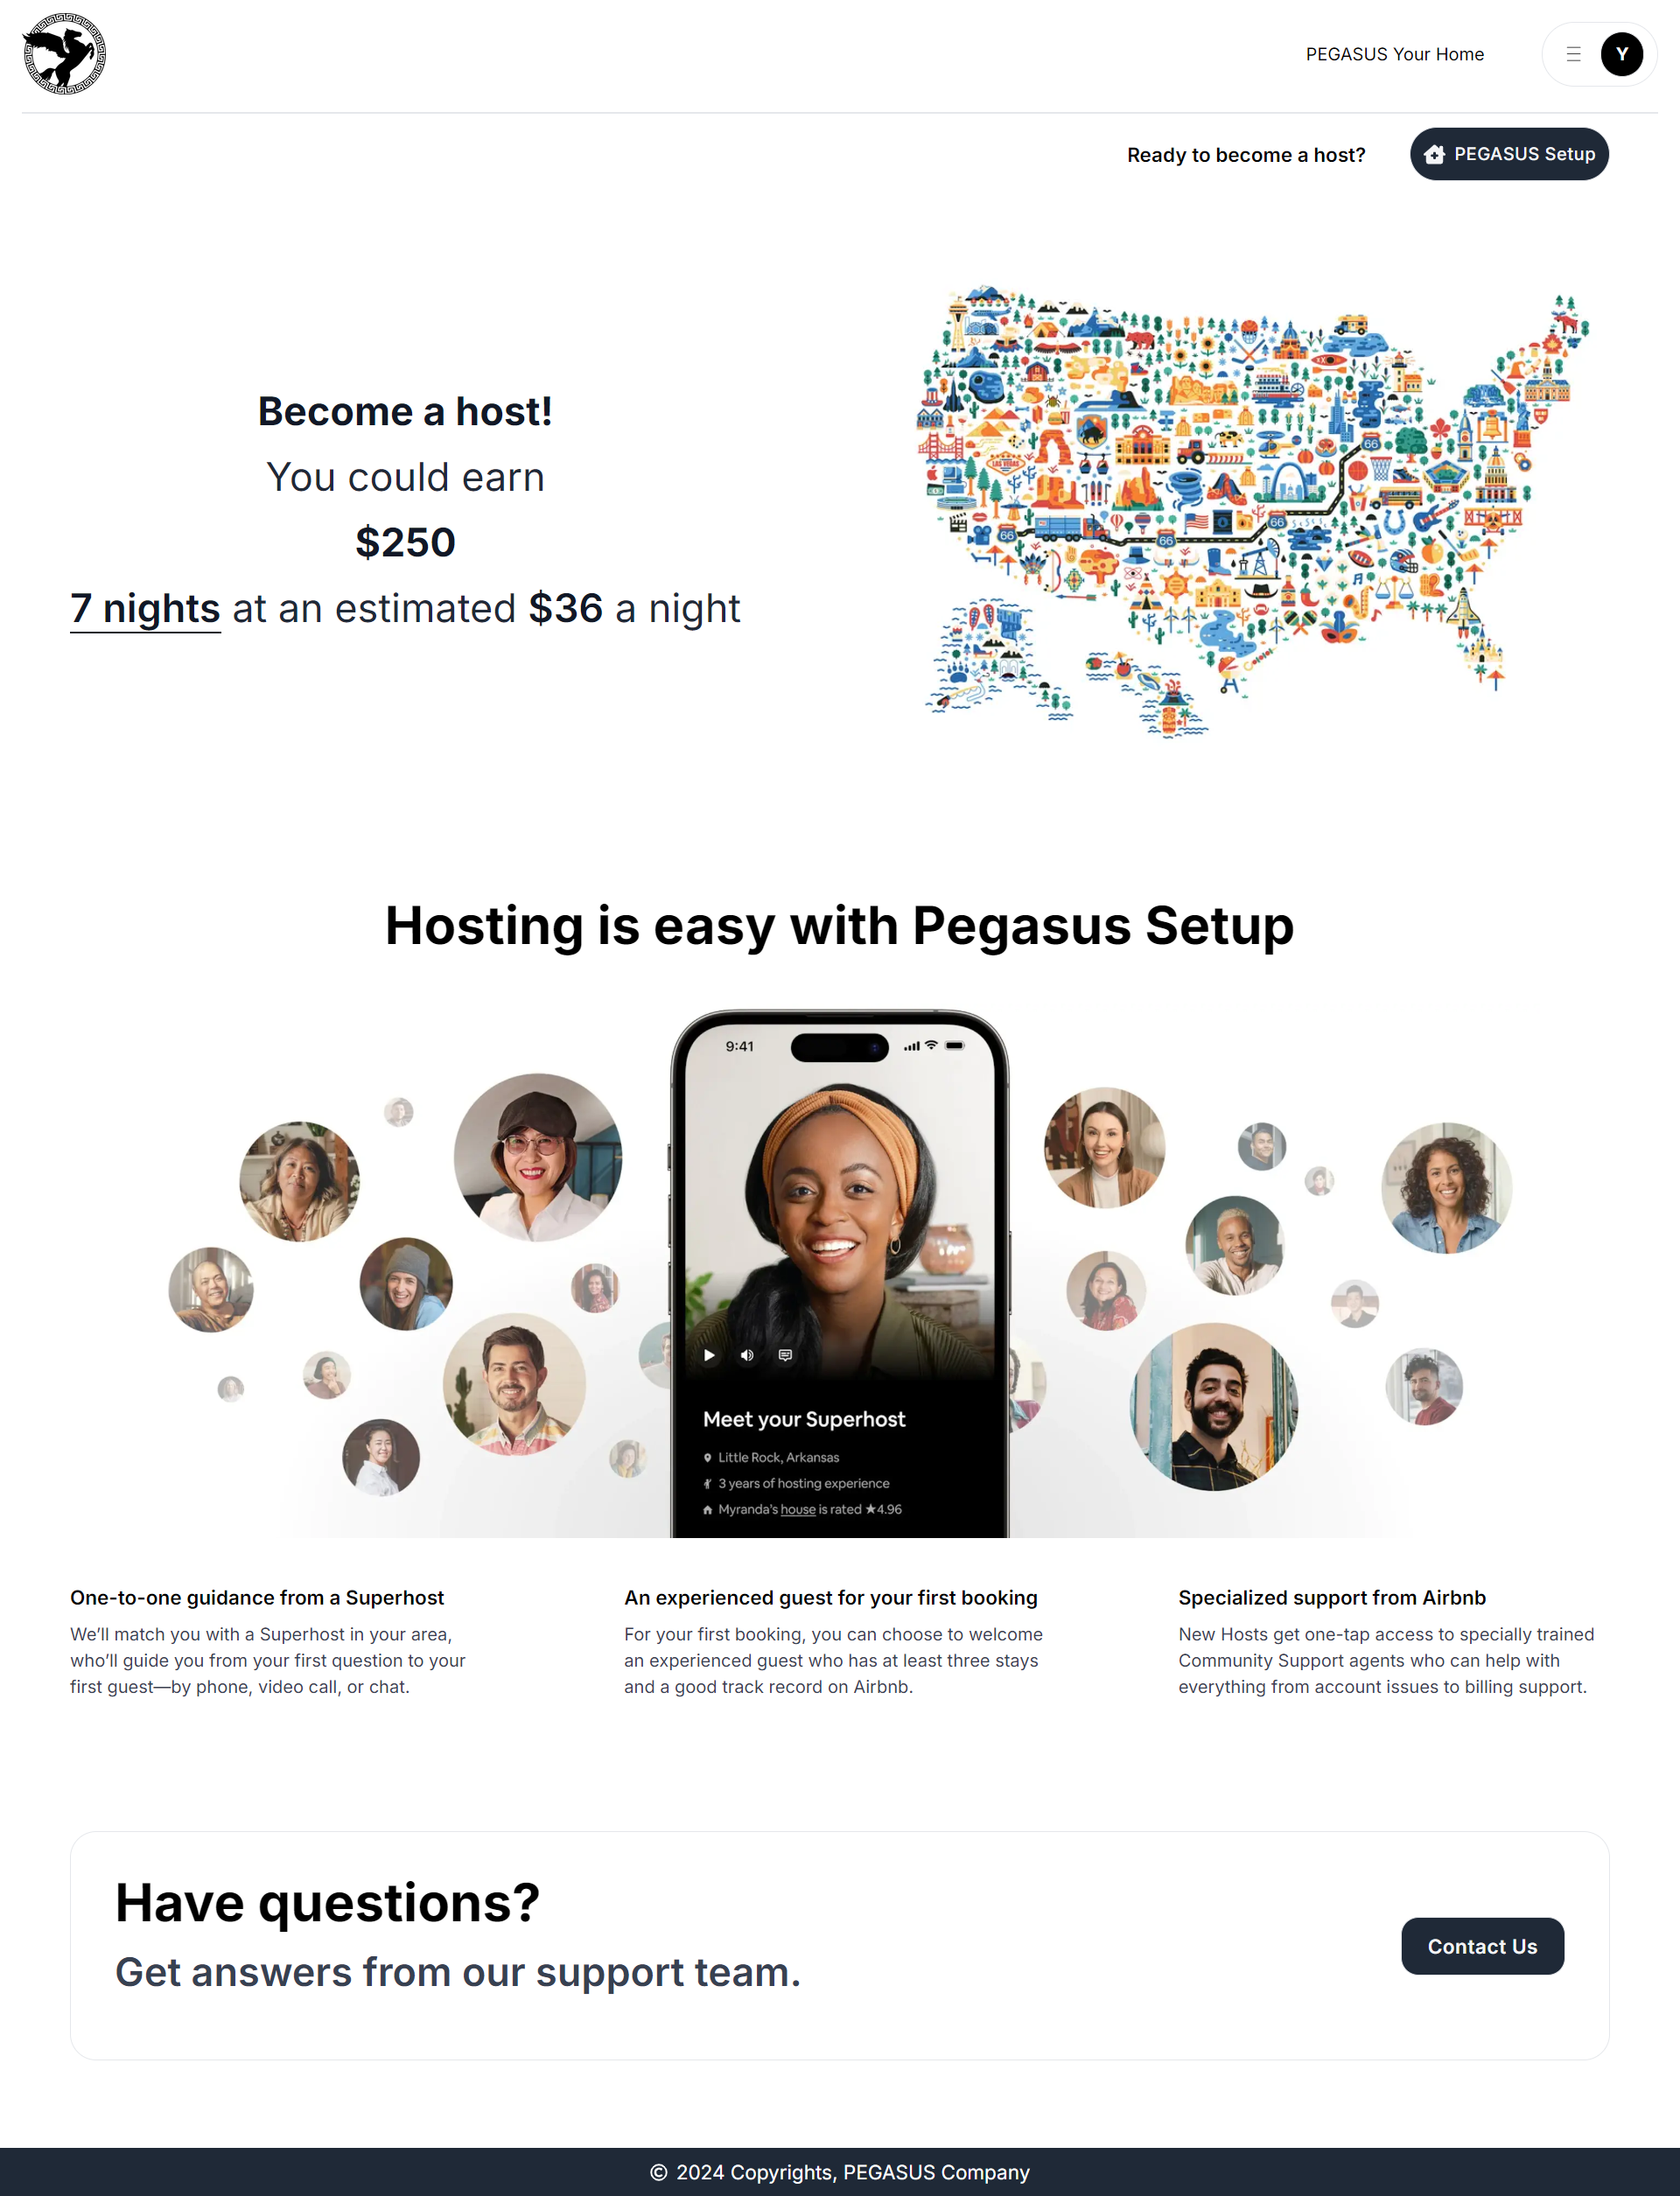 PEGASUS Your Home
Y
Ready to become a host?
PEGASUS Setup
Become a host!
You could earn
$250
7 nights at an estimated $36 a night
LAS VEGAS
66
66
66
66
Hosting is easy with Pegasus Setup
9:41
Meet your Superhost
Little Rock, Arkansas
3 years of hosting experience
Myranda's house is rated ★4.96
One-to-one guidance from a Superhost
We’ll match you with a Superhost in your area,
who’ll guide you from your first question to your
first guest—by phone, video call, or chat.
An experienced guest for your first booking
For your first booking, you can choose to welcome
an experienced guest who has at least three stays
and a good track record on Airbnb.
Specialized support from Airbnb
New Hosts get one-tap access to specially trained
Community Support agents who can help with
everything from account issues to billing support.
Have questions?
Get answers from our support team.
Contact Us
© 2024 Copyrights, PEGASUS Company